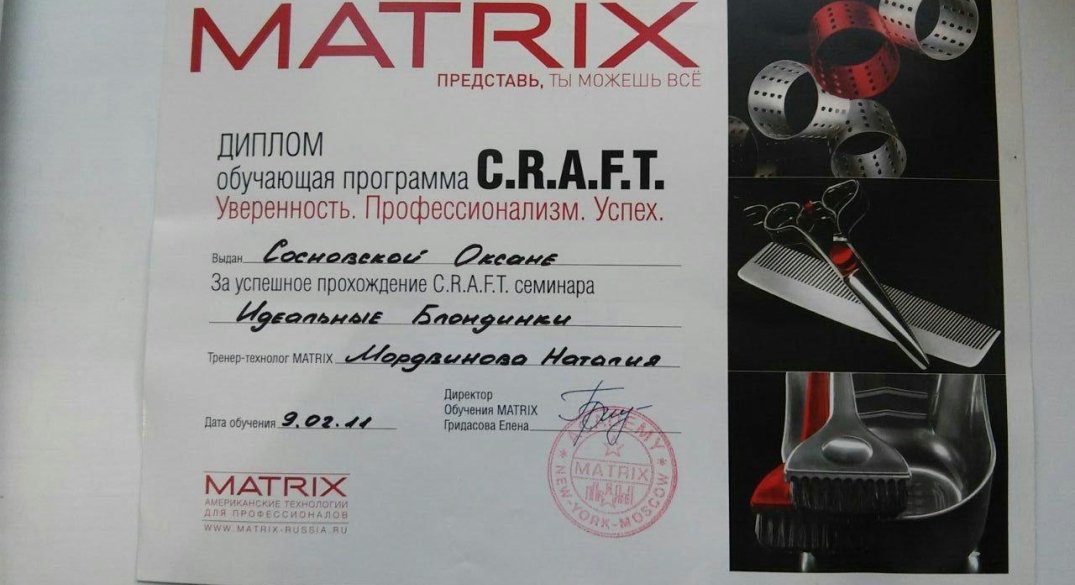 MATRIX
ПРЕДСТАВЬ, ТЫ МОЖЕШЬ ВСЁ
ДИПЛОМ
обучающая программа C.R.A.F.T.
Уверенность. Профессионализм. Успех.
Выдан Сосновской Оксане
За успешное прохождение C.R.A.F.T. семинара
Идеальные Блондинки
Тренер-технолог MATRIX Мордвинова Наталия
Директор
Обучения MATRIX
Гридасова Елена
Дата обучения 9.02.11
MATRIX
АМЕРИКАНСКИЕ ТЕХНОЛОГИИ
ДЛЯ ПРОФЕССИОНАЛОВ
WWW.MATRIX-RUSSIA.RU
ACADEMY
MATRIX
NEW-YORK-MOSCOW